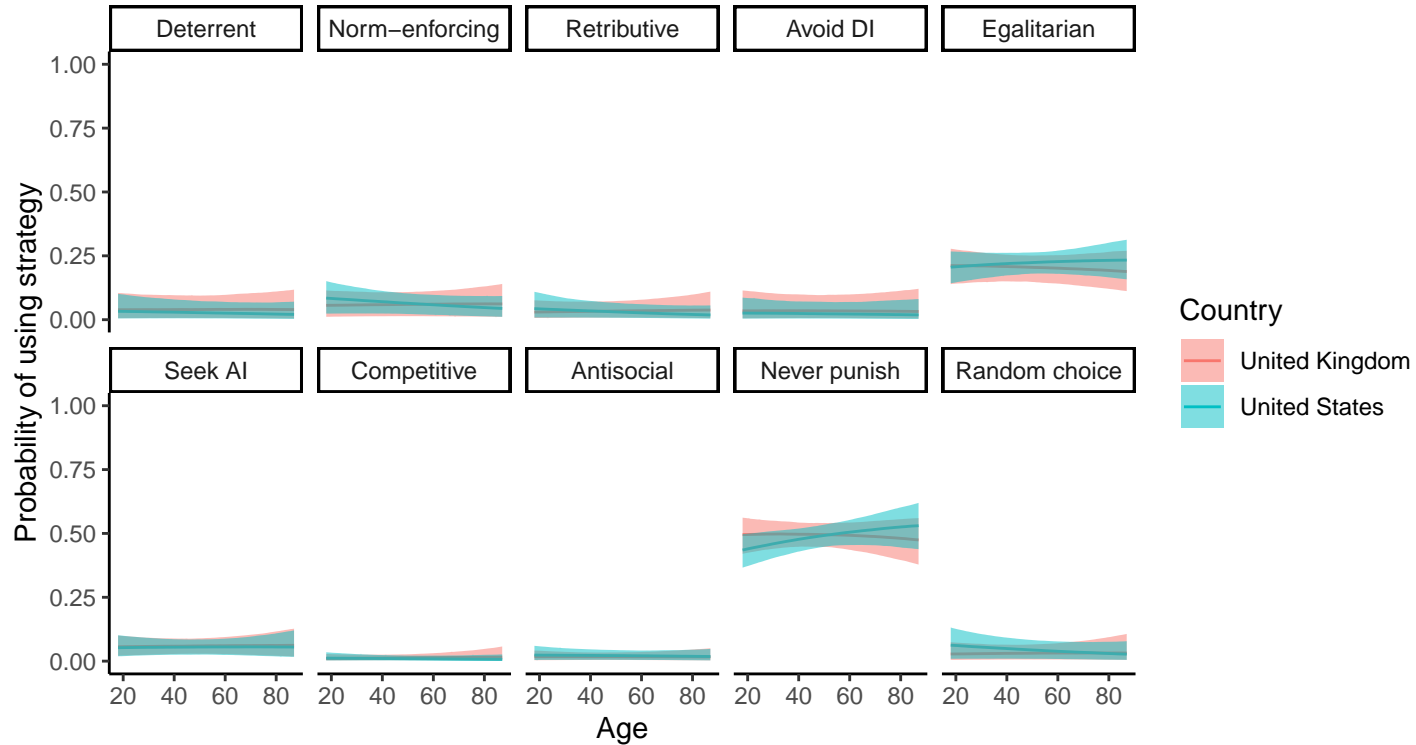 Deterrent Norm−enforcing Retributive Avoid DI Egalitarian
1.00
0.75
0.50
0.25
0.00
Seek AI Competitive Antisocial Never punish Random choice
1.00
0.75
0.50
0.25
0.00
20 40 60 80 20 40 60 80 20 40 60 80 20 40 60 80 20 40 60 80
Age
Probability of using strategy
Country
United Kingdom
United States